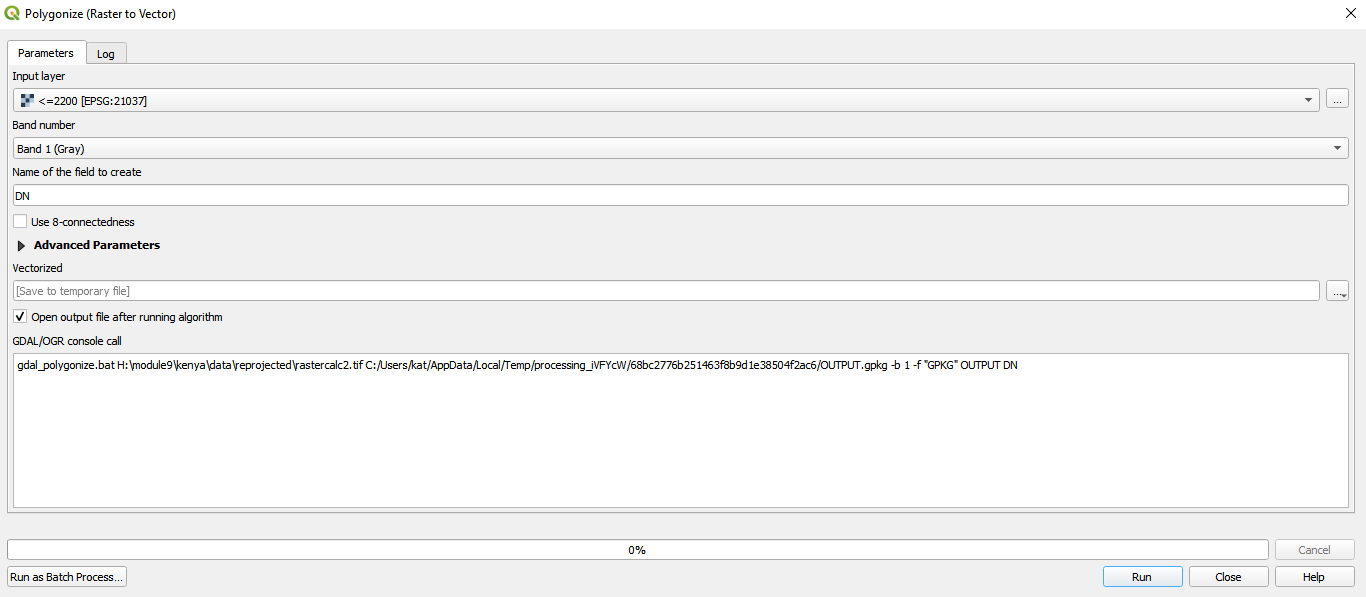 Polygonize (Raster to Vector)
Parameters
Log
Input layer
<=2200 [EPSG:21037]
...
Band number
Band 1 (Gray)
Name of the field to create
DN
Use 8-connectedness
Advanced Parameters
Vectorized
[Save to temporary file]
...
Open output file after running algorithm
GDAL/OGR console call
gdal_polygonize.bat H:\module9\kenya\data\reprojected\rastercalc2.tif C:/Users/kat/AppData/Local/Temp/processing_iVFYcW/68bc2776b251463f8b9d1e38504f2ac6/OUTPUT.gpkg -b 1 -f "GPKG" OUTPUT DN
0%
Cancel
Run as Batch Process...
Run
Close
Help